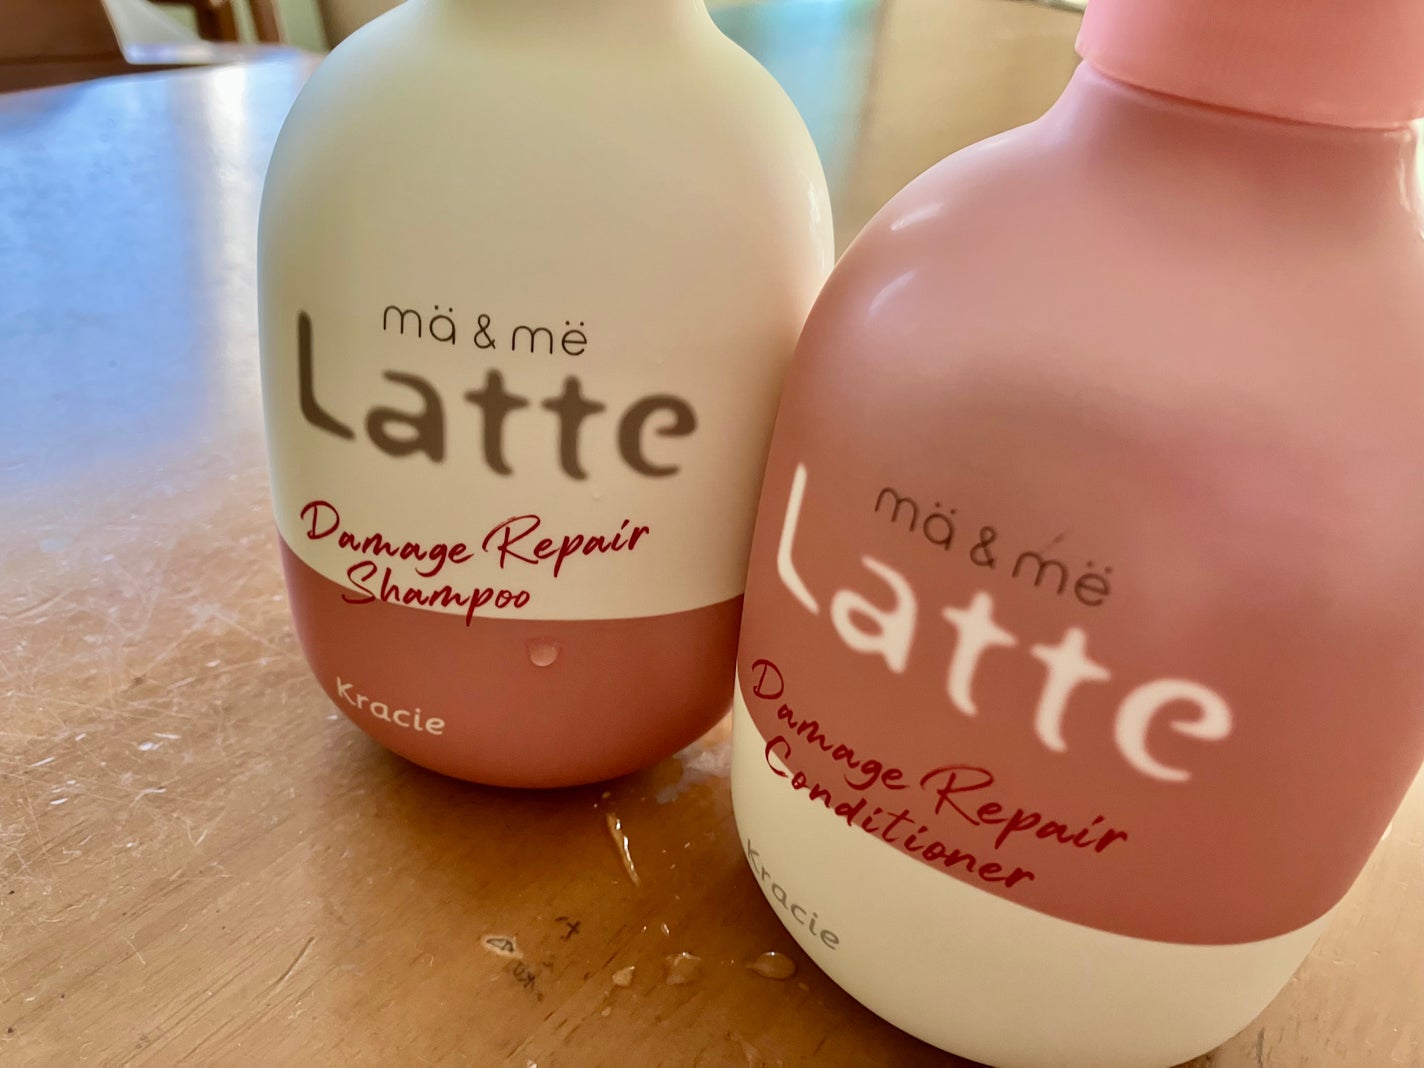 mä & më
Latte
Damage Repair
Shampoo
Kracie
mä & më
Latte
Damage Repair
Conditioner
Kracie